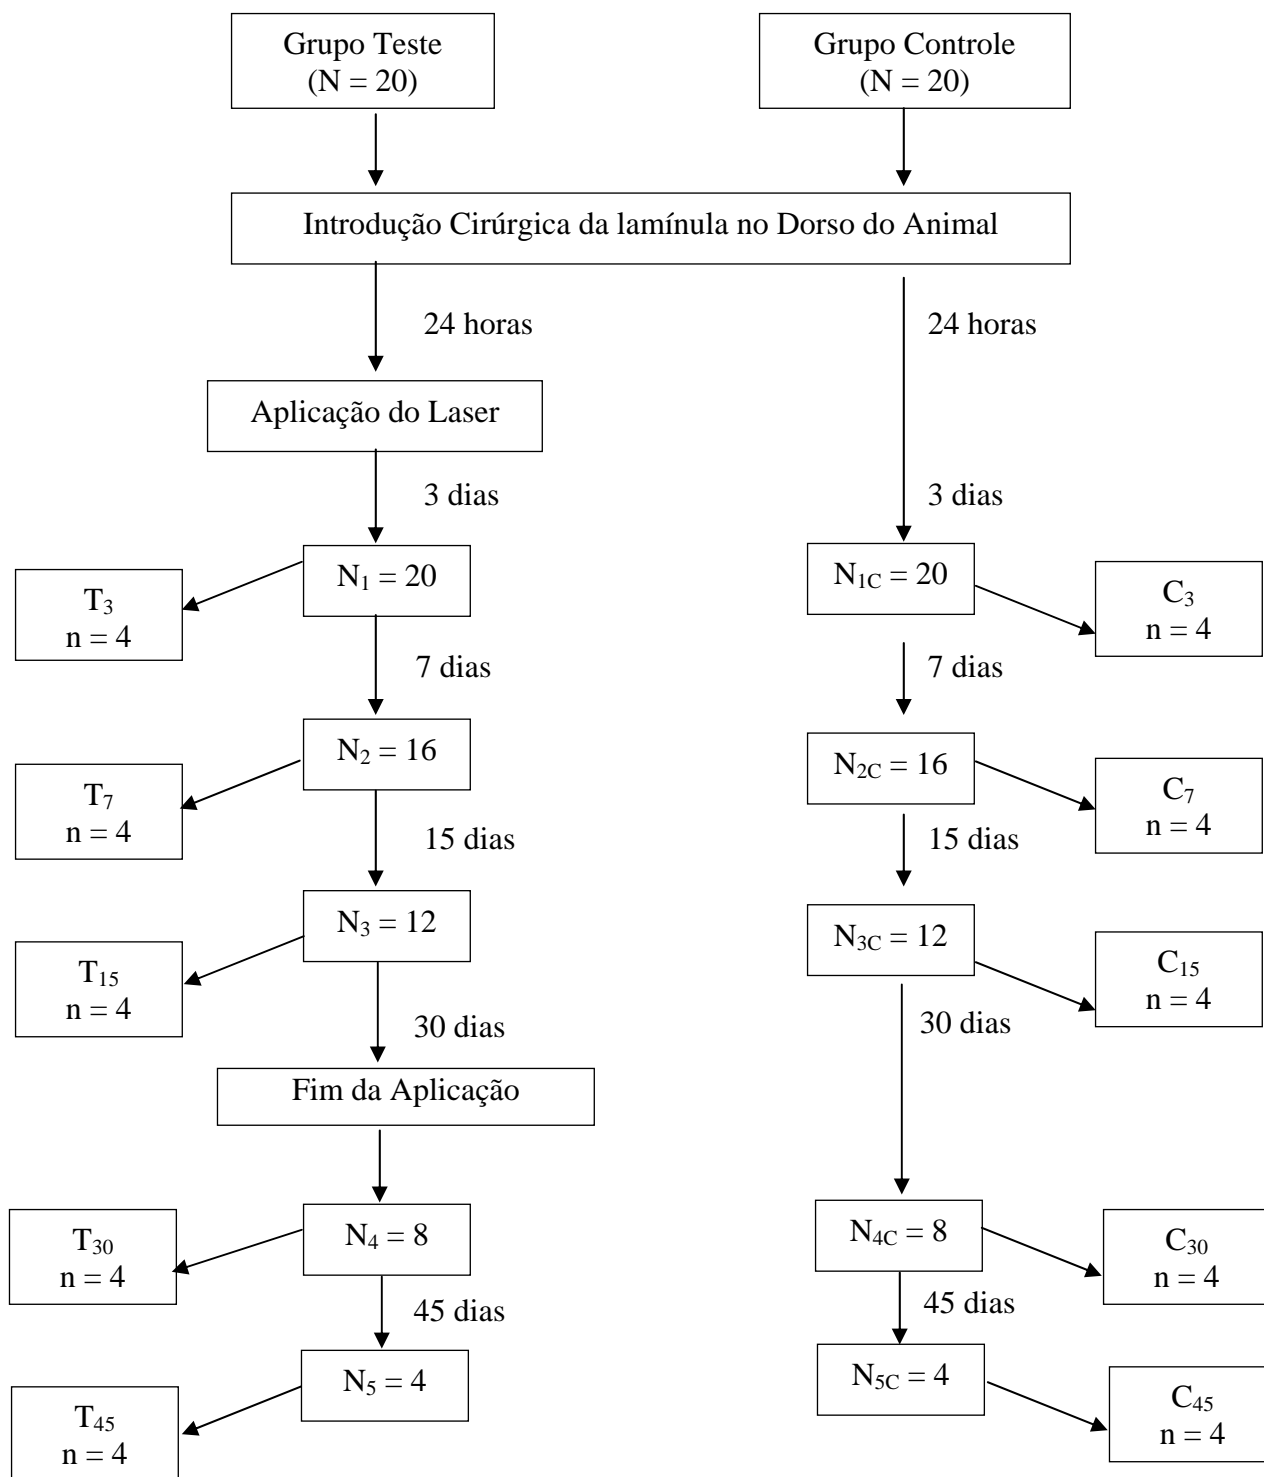 Grupo Teste
(N = 20)
Grupo Controle
(N = 20)
Introdução Cirúrgica da lamínula no Dorso do Animal
24 horas
24 horas
Aplicação do Laser
3 dias
3 dias
N₁ = 20
N₁C = 20
T₃
n = 4
C₃
n = 4
7 dias
7 dias
N₂ = 16
N₂C = 16
T₇
n = 4
C₇
n = 4
15 dias
15 dias
N₃ = 12
N₃C = 12
T₁₅
n = 4
C₁₅
n = 4
30 dias
30 dias
Fim da Aplicação
N₄ = 8
N₄C = 8
T₃₀
n = 4
C₃₀
n = 4
45 dias
45 dias
N₅ = 4
N₅C = 4
T₄₅
n = 4
C₄₅
n = 4